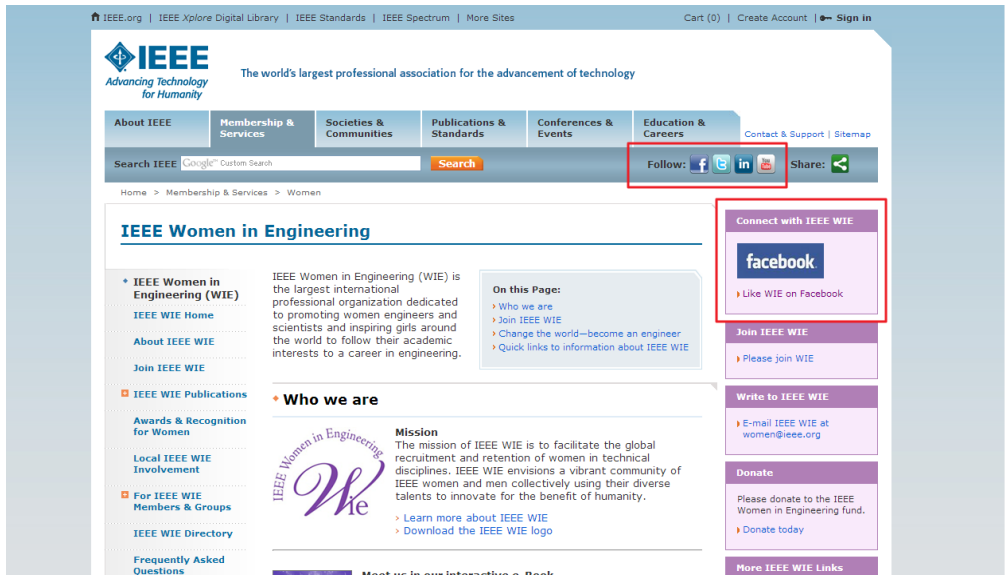 IEEE.org | IEEE Xplore Digital Library | IEEE Standards | IEEE Spectrum | More Sites
Cart (0) | Create Account | Sign in
IEEE
Advancing Technology
for Humanity
The world's largest professional association for the advancement of technology
About IEEE
Membership &
Services
Societies &
Communities
Publications &
Standards
Conferences &
Events
Education &
Careers
Contact & Support | Sitemap
Search IEEE Google™ Custom Search Search
Follow: f t in You Tube Share:
Home > Membership & Services > Women
IEEE Women in Engineering
IEEE Women in
Engineering (WIE)
IEEE WIE Home
About IEEE WIE
Join IEEE WIE
IEEE WIE Publications
Awards & Recognition
for Women
Local IEEE WIE
Involvement
For IEEE WIE
Members & Groups
IEEE WIE Directory
Frequently Asked
Questions
IEEE Women in Engineering (WIE) is
the largest international
professional organization dedicated
to promoting women engineers and
scientists and inspiring girls around
the world to follow their academic
interests to a career in engineering.
On this Page:
› Who we are
› Join IEEE WIE
› Change the world—become an engineer
› Quick links to information about IEEE WIE
Who we are
IEEE Women in Engineering
Wie
Mission
The mission of IEEE WIE is to facilitate the global
recruitment and retention of women in technical
disciplines. IEEE WIE envisions a vibrant community of
IEEE women and men collectively using their diverse
talents to innovate for the benefit of humanity.
› Learn more about IEEE WIE
› Download the IEEE WIE logo
Meet us in our interactive e-Book
Connect with IEEE WIE
facebook
Like WIE on Facebook
Join IEEE WIE
Please join WIE
Write to IEEE WIE
E-mail IEEE WIE at
women@ieee.org
Donate
Please donate to the IEEE
Women in Engineering fund.
Donate today
More IEEE WIE Links